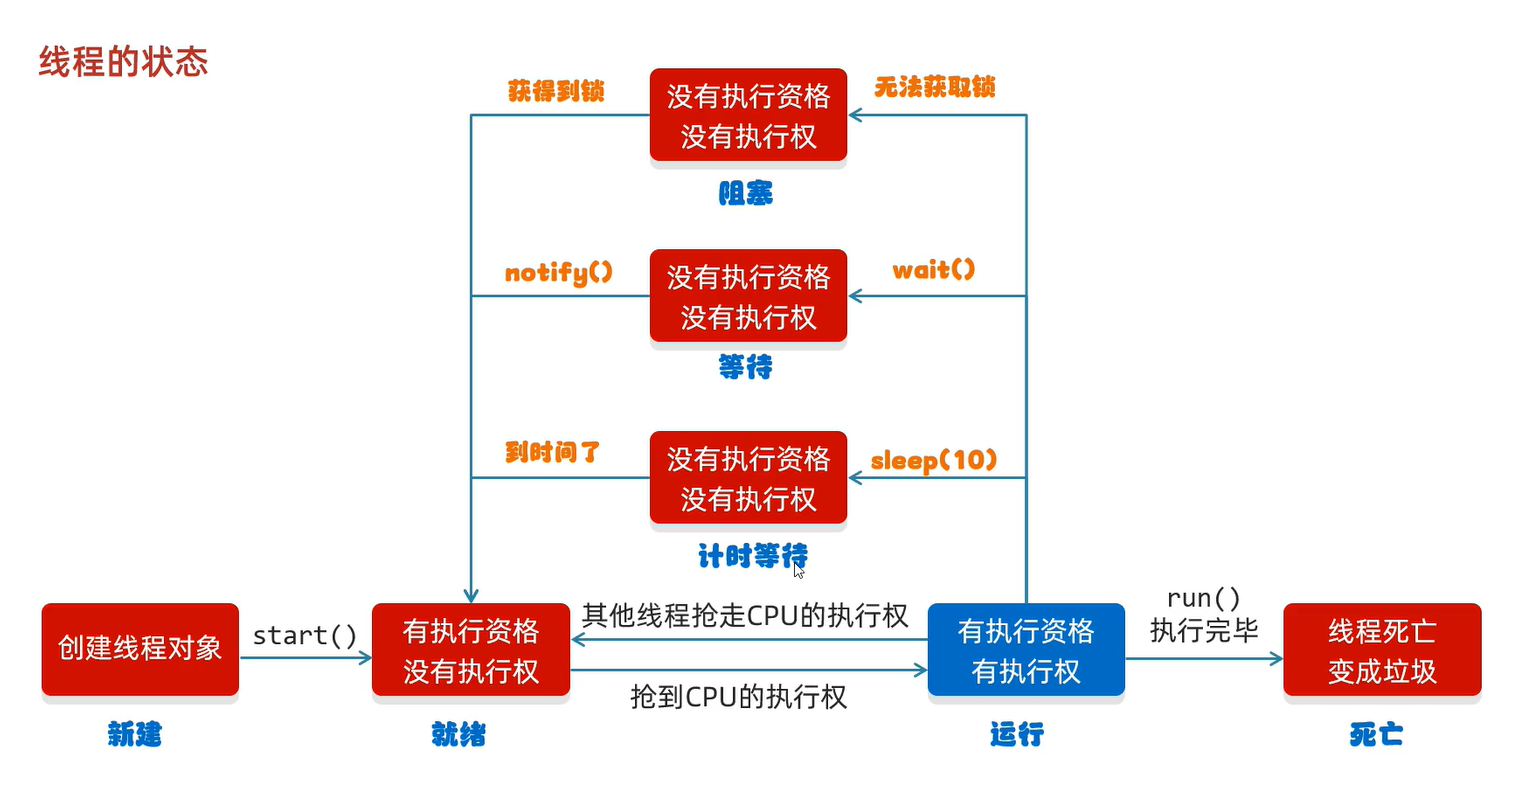 线程的状态
获得到锁
没有执行资格
没有执行权
无法获取锁
阻塞
notify()
没有执行资格
没有执行权
wait()
等待
到时间了
没有执行资格
没有执行权
sleep(10)
计时等待
创建线程对象
start()
有执行资格
没有执行权
其他线程抢走CPU的执行权
抢到CPU的执行权
有执行资格
有执行权
run()
执行完毕
线程死亡
变成垃圾
新建
就绪
运行
死亡